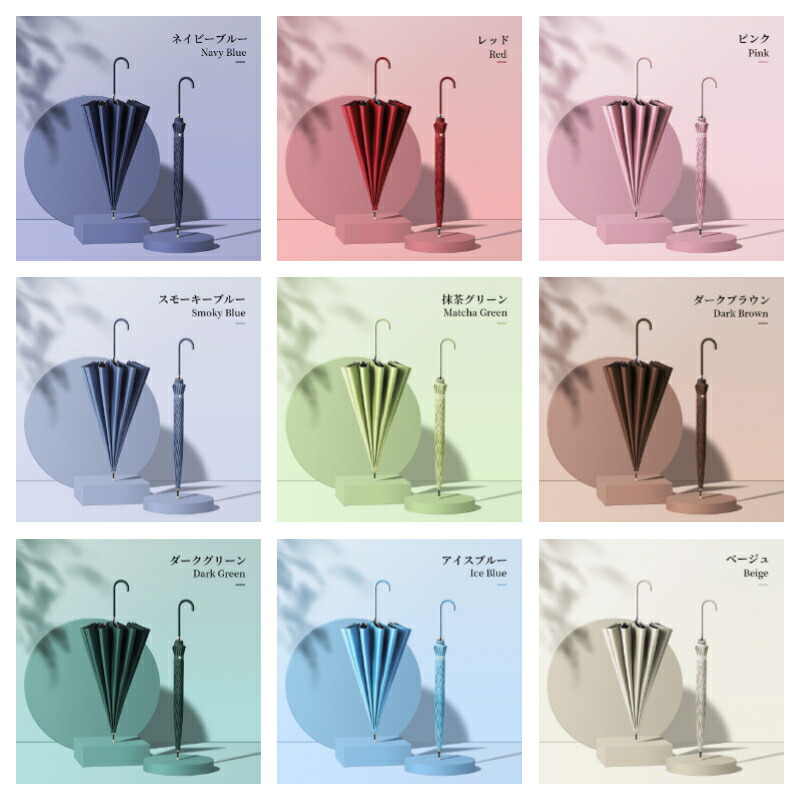 ネイビーブルー
Navy Blue
レッド
Red
ピンク
Pink
スモーキーブルー
Smoky Blue
抹茶グリーン
Matcha Green
ダークブラウン
Dark Brown
ダークグリーン
Dark Green
アイスブルー
Ice Blue
ベージュ
Beige